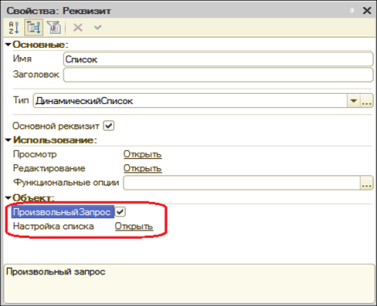 Свойства: Реквизит
Основные:
Имя Список
Заголовок
Тип ДинамическийСписок
Основной реквизит
Использование:
Просмотр Открыть
Редактирование Открыть
Функциональные опции
Объект:
ПроизвольныйЗапрос
Настройка списка Открыть
Произвольный запрос